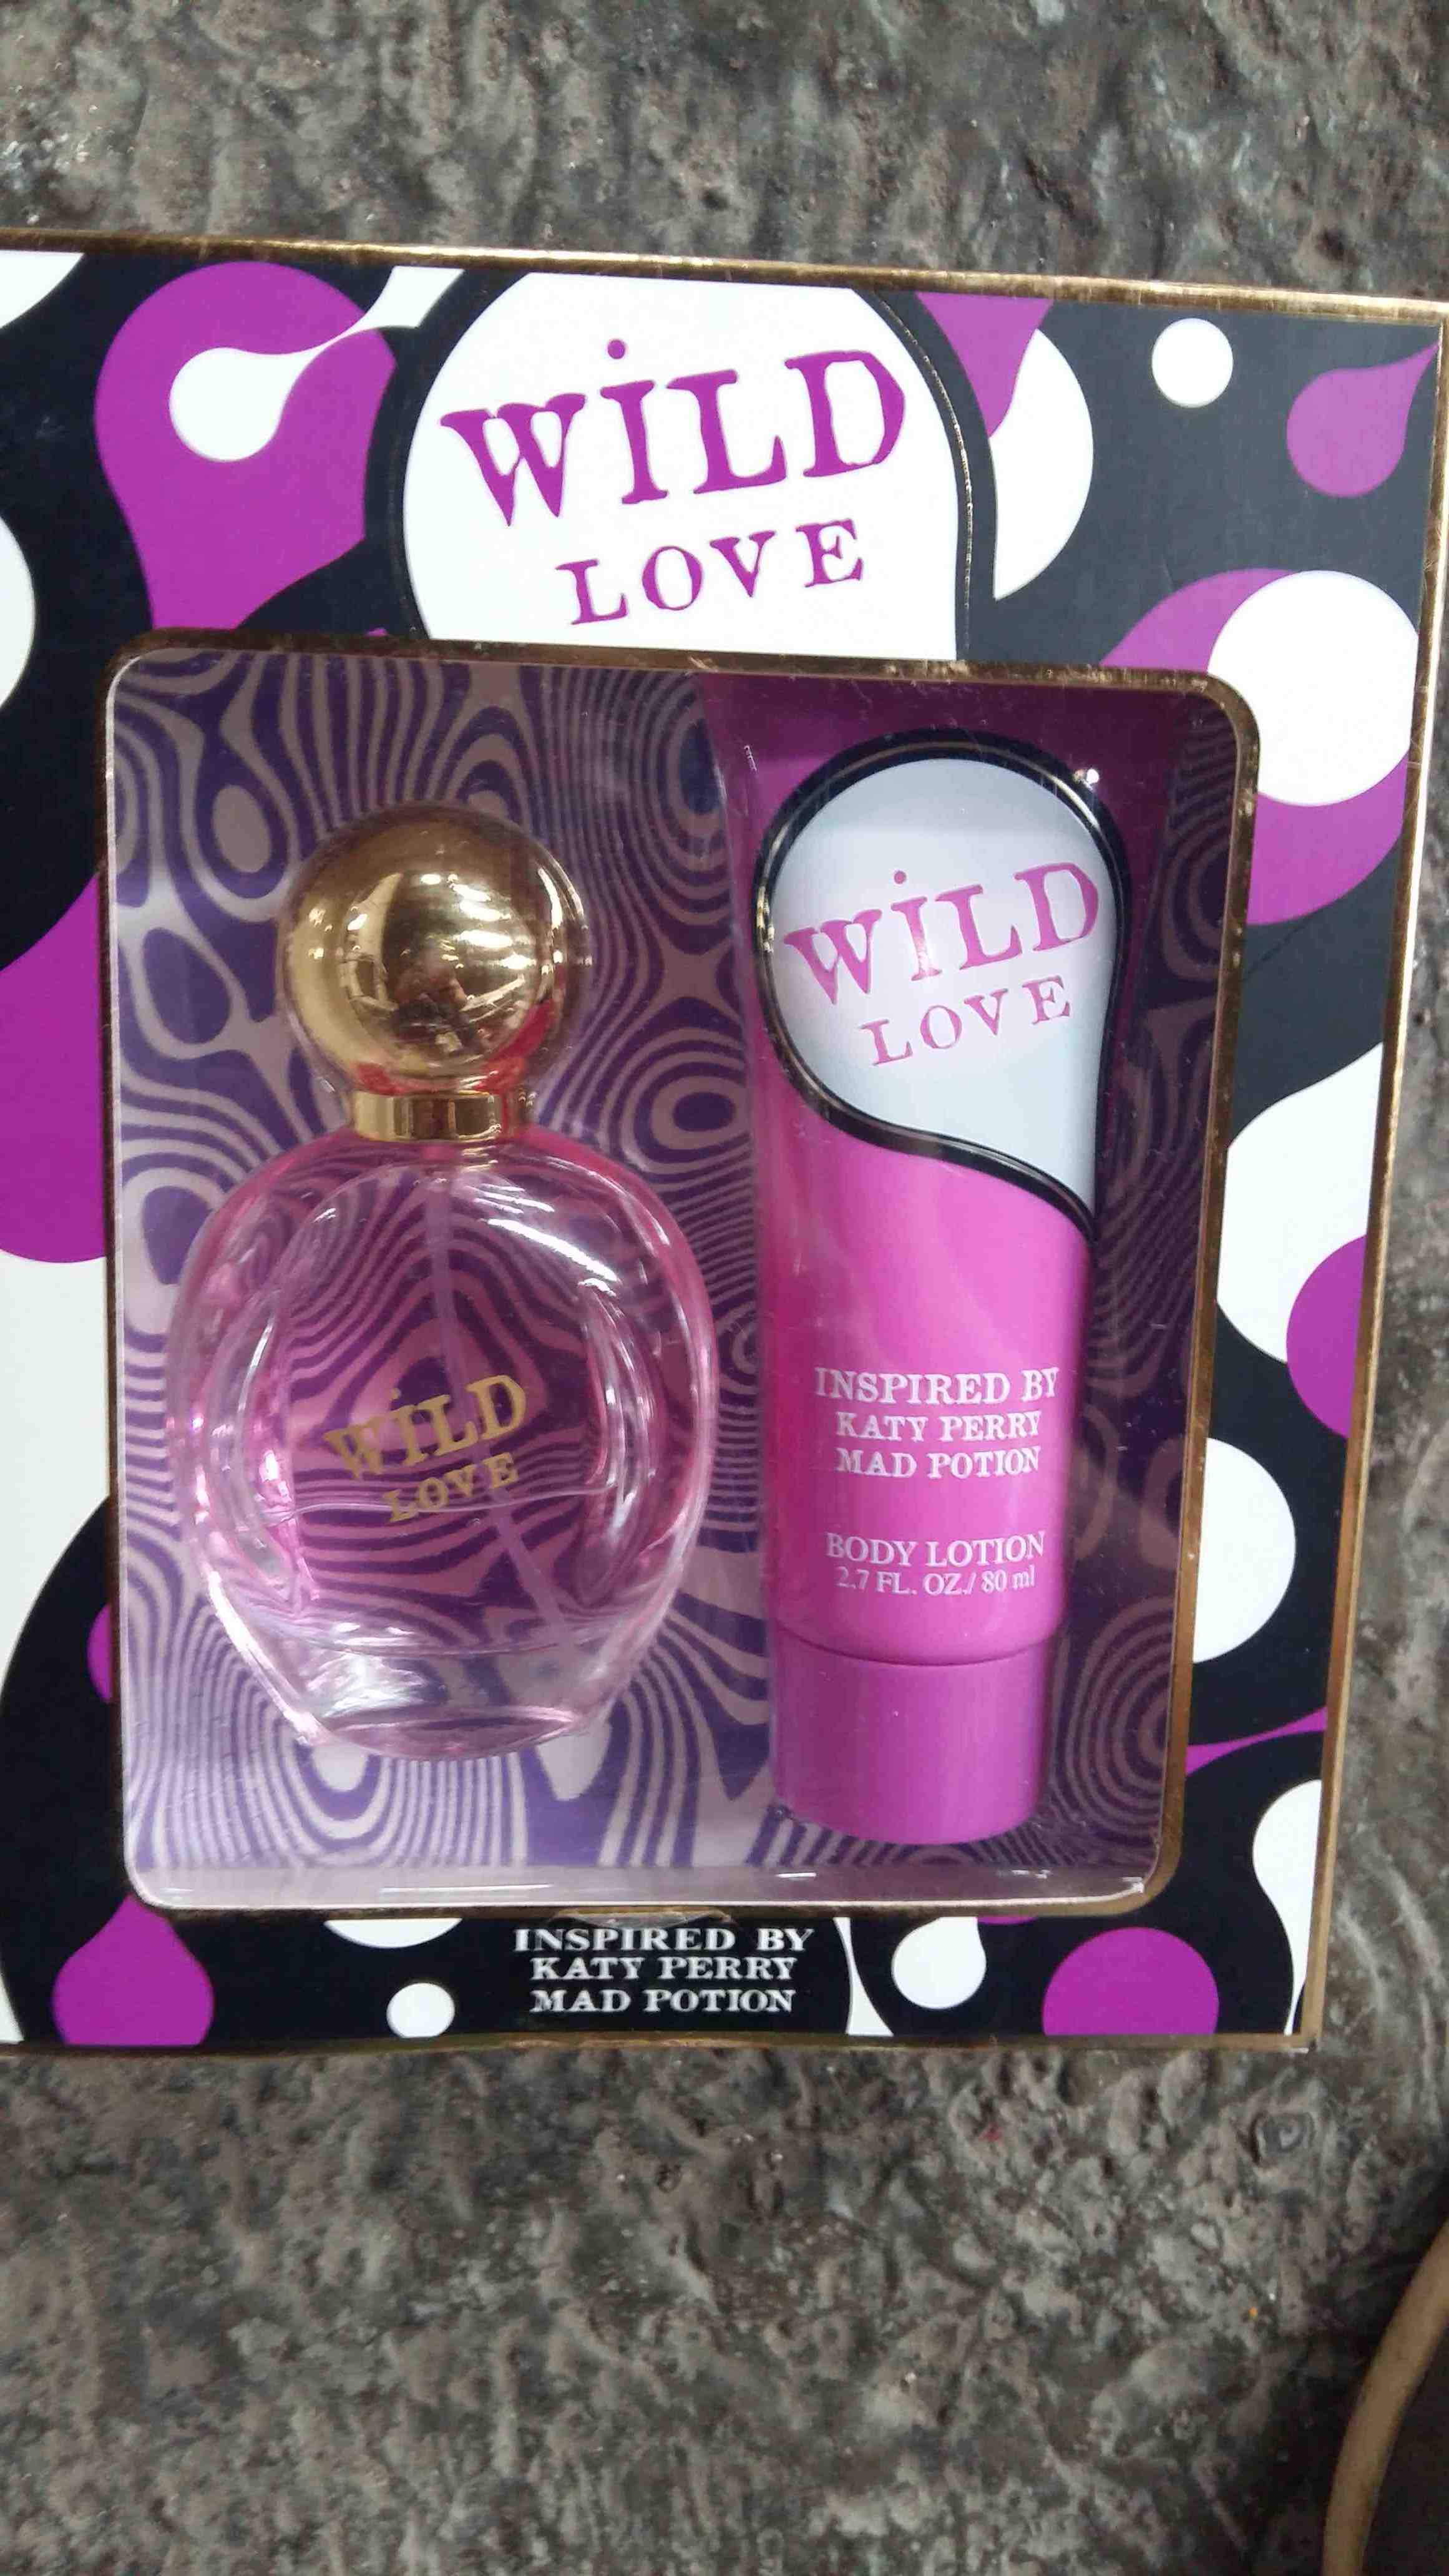 WiLD
LOVE
WiLD
LOVE
INSPIRED BY
KATY PERRY
MAD POTION
BODY LOTION
2.7 FL. OZ./ 80 ml
WiLD
LOVE
INSPIRED BY
KATY PERRY
MAD POTION